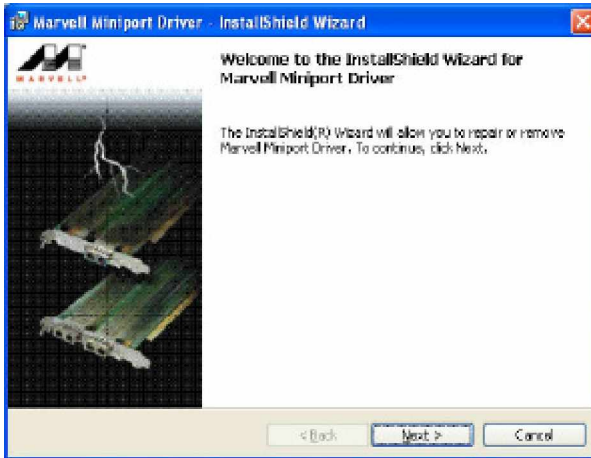 Marvell Miniport Driver - InstallShield Wizard
MARVELL®
Welcome to the InstallShield Wizard for
Marvell Miniport Driver
The InstallShield(R) Wizard will allow you to repair or remove
Marvell Miniport Driver. To continue, click Next.
< Back
Next >
Cancel